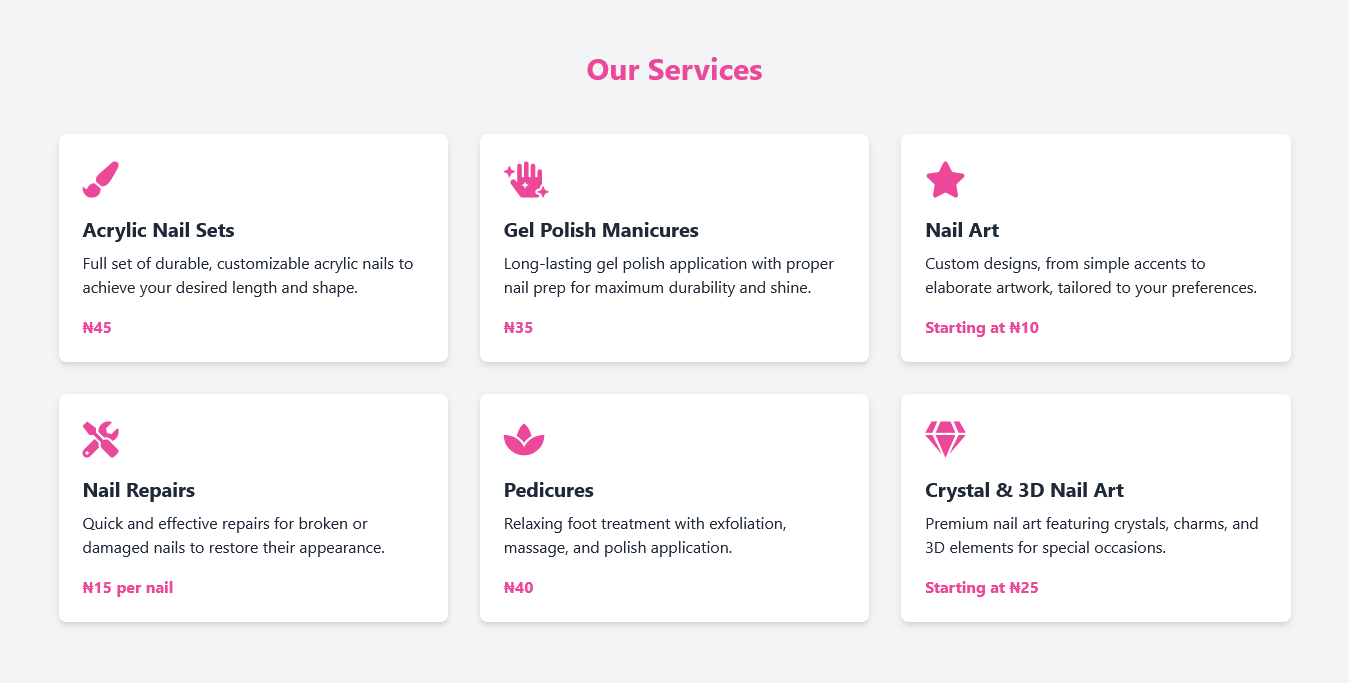 Our Services
Acrylic Nail Sets
Full set of durable, customizable acrylic nails to
achieve your desired length and shape.
₦45
Gel Polish Manicures
Long-lasting gel polish application with proper
nail prep for maximum durability and shine.
₦35
Nail Art
Custom designs, from simple accents to
elaborate artwork, tailored to your preferences.
Starting at ₦10
Nail Repairs
Quick and effective repairs for broken or
damaged nails to restore their appearance.
₦15 per nail
Pedicures
Relaxing foot treatment with exfoliation,
massage, and polish application.
₦40
Crystal & 3D Nail Art
Premium nail art featuring crystals, charms, and
3D elements for special occasions.
Starting at ₦25